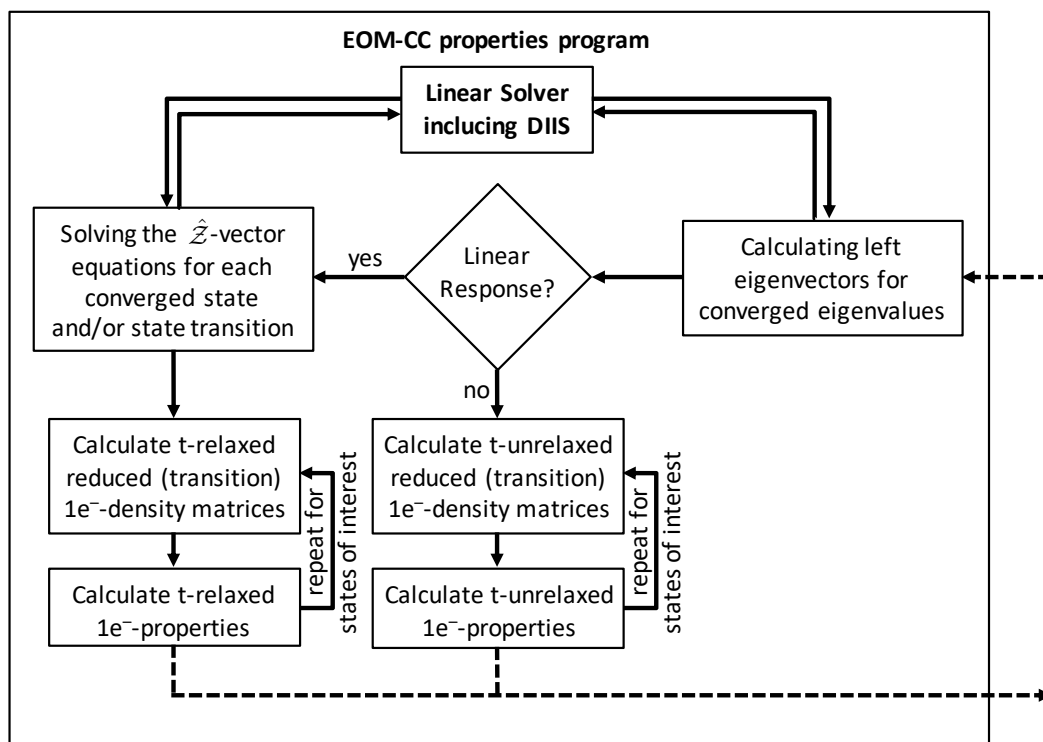 EOM-CC properties program
Linear Solver
inclucing DIIS
Solving the 𝒵̂-vector
equations for each
converged state
and/or state transition
yes
Linear
Response?
Calculating left
eigenvectors for
converged eigenvalues
no
Calculate t-relaxed
reduced (transition)
1e⁻-density matrices
repeat for
states of interest
Calculate t-unrelaxed
reduced (transition)
1e⁻-density matrices
repeat for
states of interest
Calculate t-relaxed
1e⁻-properties
Calculate t-unrelaxed
1e⁻-properties